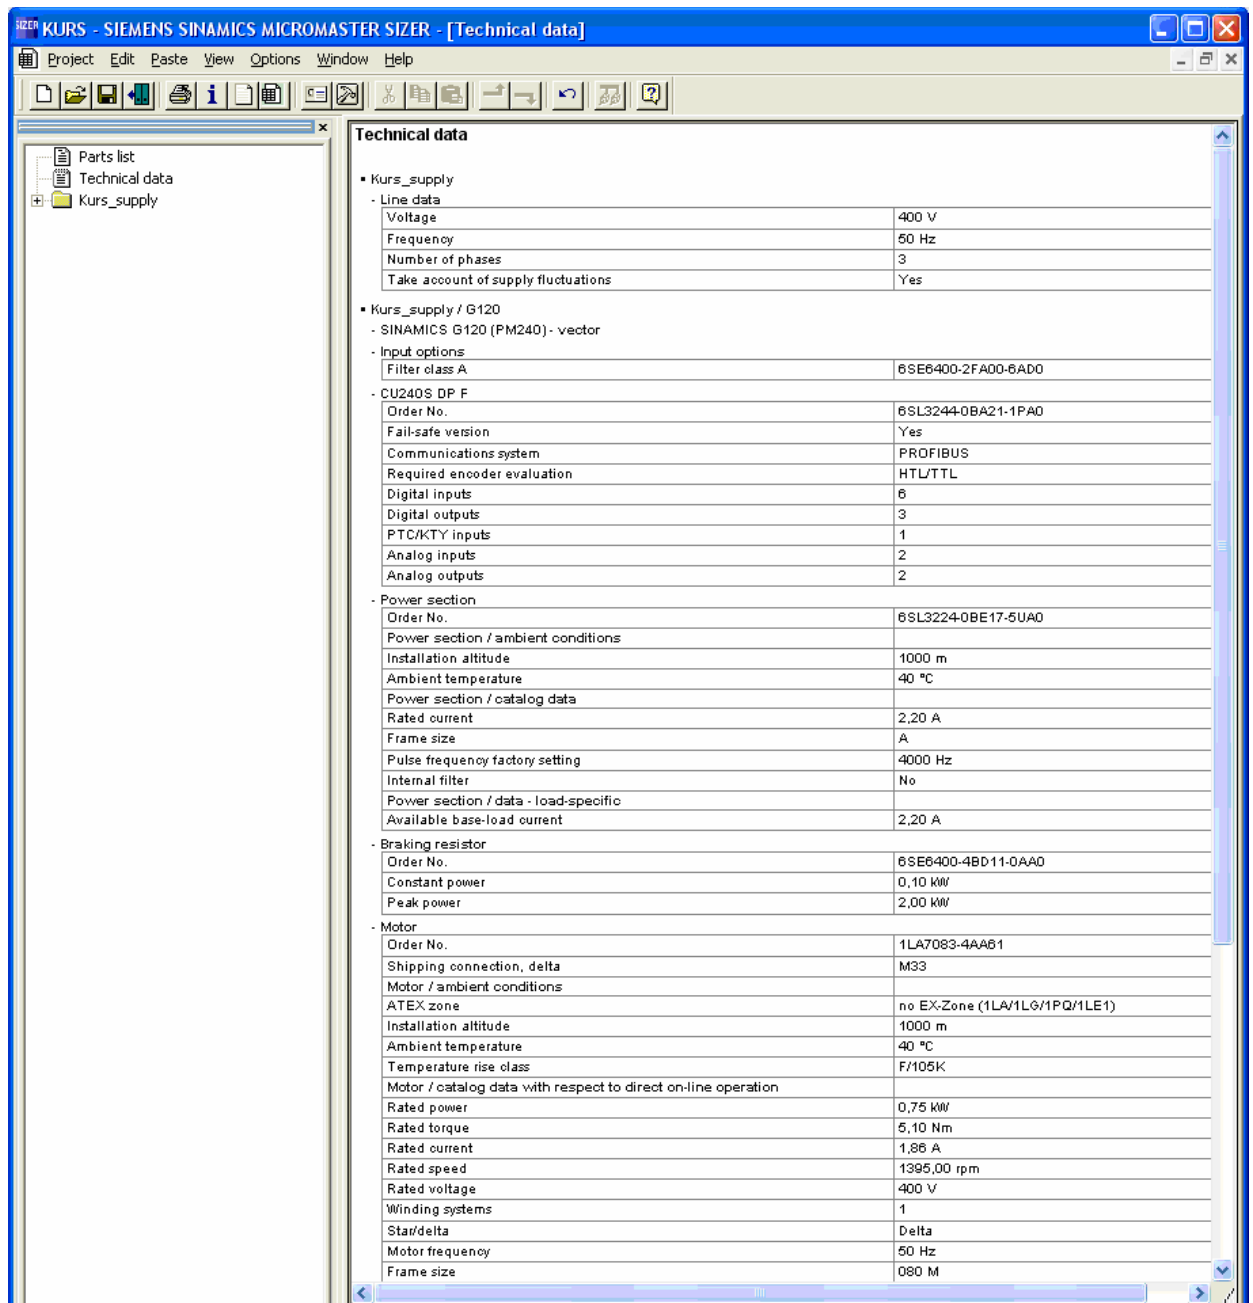 SIZER KURS - SIEMENS SINAMICS MICROMASTER SIZER - [Technical data]
Project Edit Paste View Options Window Help
Technical data
Parts list
Technical data
Kurs_supply
▪ Kurs_supply
- Line data
Voltage 400 V
Frequency 50 Hz
Number of phases 3
Take account of supply fluctuations Yes
▪ Kurs_supply / G120
- SINAMICS G120 (PM240) - vector
- Input options
Filter class A 6SE6400-2FA00-6AD0
- CU240S DP F
Order No. 6SL3244-0BA21-1PA0
Fail-safe version Yes
Communications system PROFIBUS
Required encoder evaluation HTL/TTL
Digital inputs 6
Digital outputs 3
PTC/KTY inputs 1
Analog inputs 2
Analog outputs 2
- Power section
Order No. 6SL3224-0BE17-5UA0
Power section / ambient conditions
Installation altitude 1000 m
Ambient temperature 40 °C
Power section / catalog data
Rated current 2,20 A
Frame size A
Pulse frequency factory setting 4000 Hz
Internal filter No
Power section / data - load-specific
Available base-load current 2,20 A
- Braking resistor
Order No. 6SE6400-4BD11-0AA0
Constant power 0,10 kW
Peak power 2,00 kW
- Motor
Order No. 1LA7083-4AA61
Shipping connection, delta M33
Motor / ambient conditions
ATEX zone no EX-Zone (1LA/1LG/1PQ/1LE1)
Installation altitude 1000 m
Ambient temperature 40 °C
Temperature rise class F/105K
Motor / catalog data with respect to direct on-line operation
Rated power 0,75 kW
Rated torque 5,10 Nm
Rated current 1,86 A
Rated speed 1395,00 rpm
Rated voltage 400 V
Winding systems 1
Star/delta Delta
Motor frequency 50 Hz
Frame size 080 M